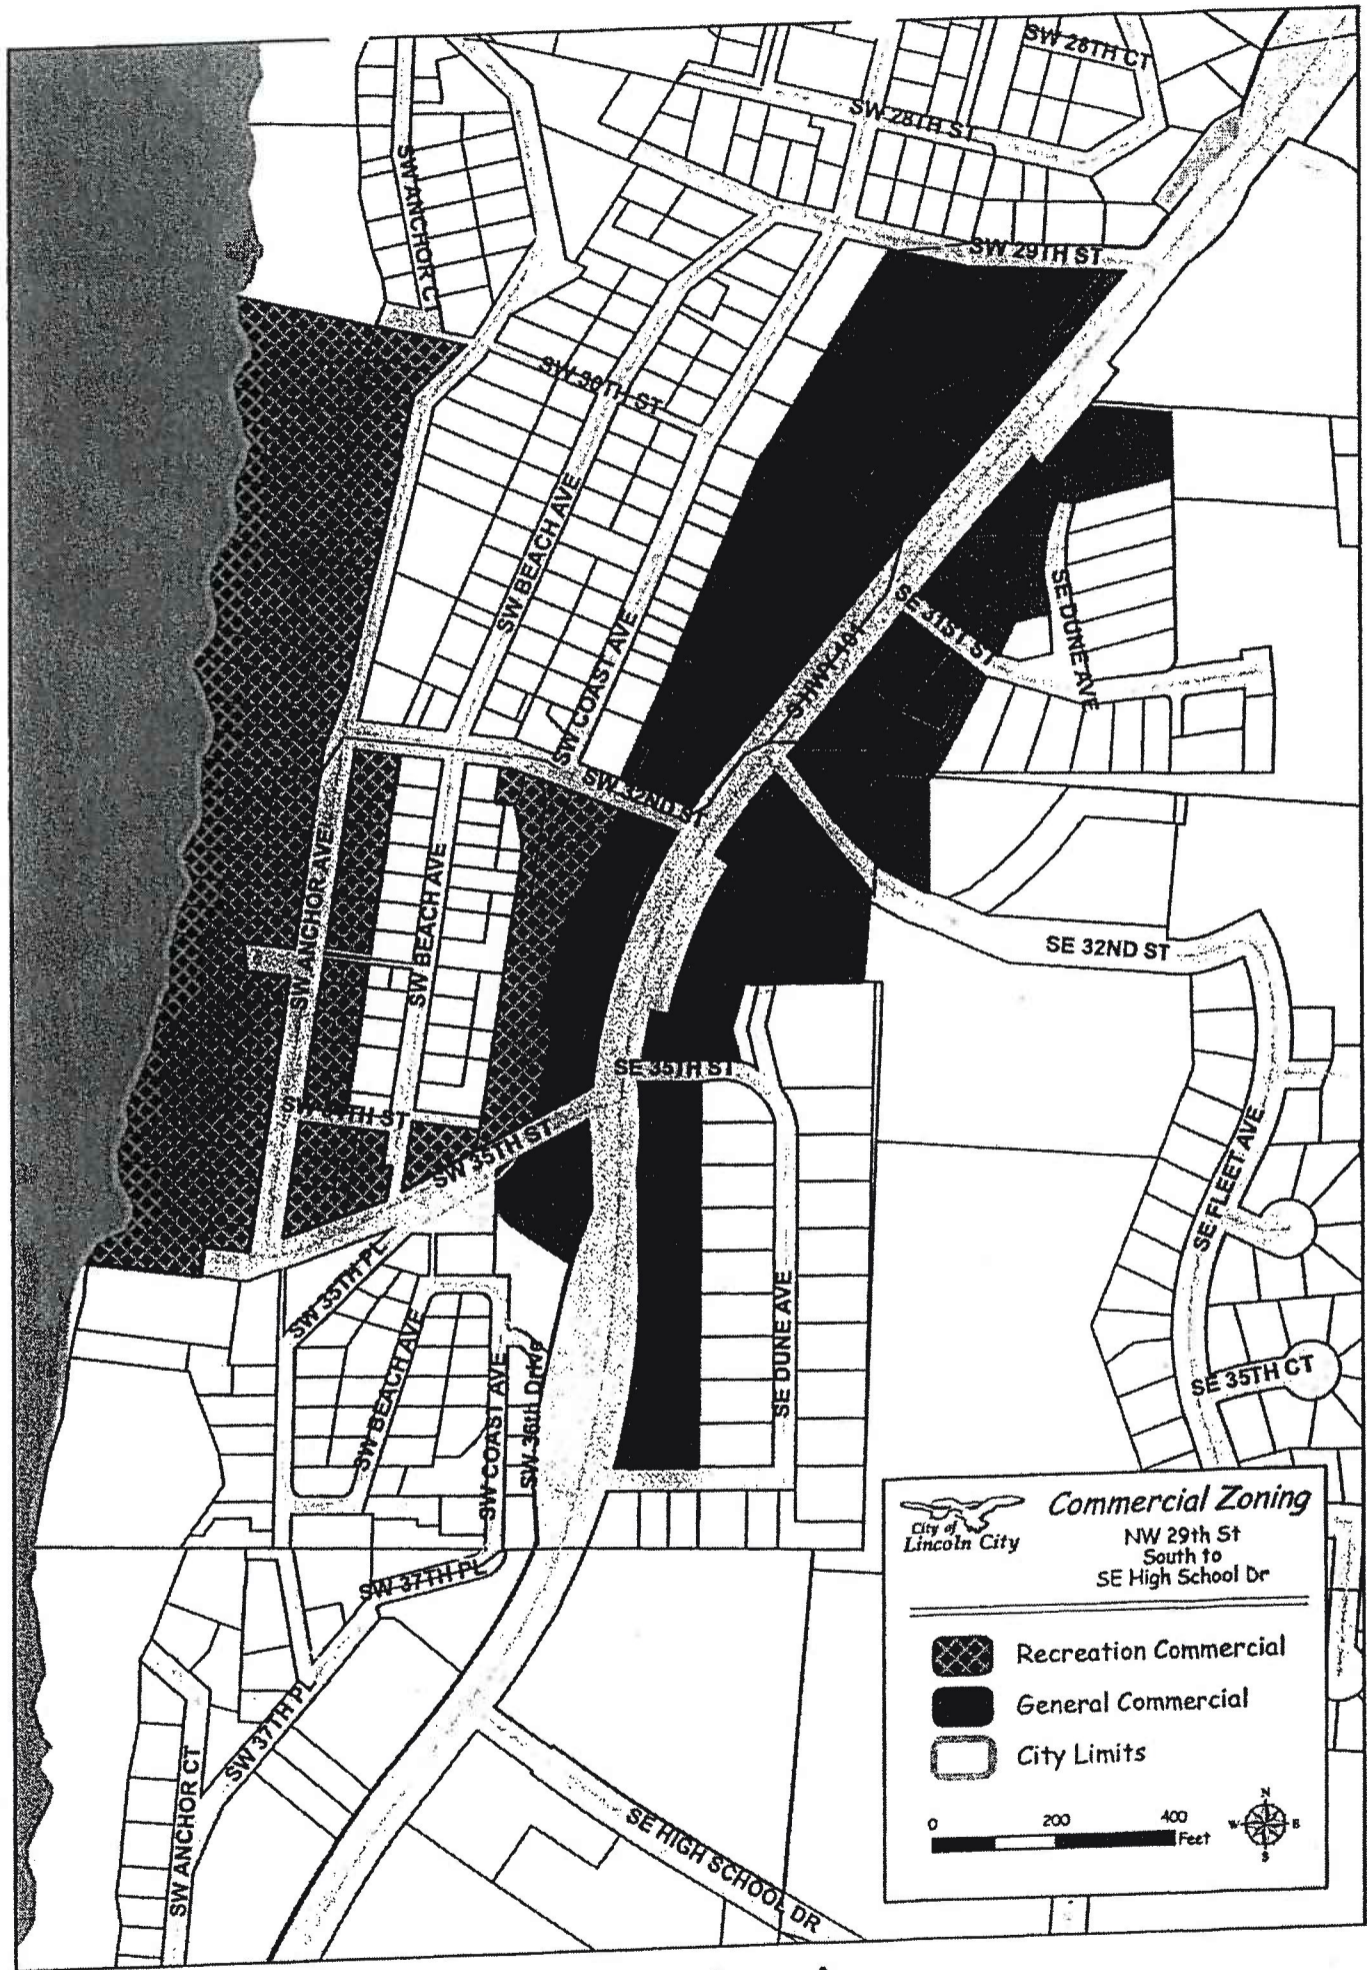 SW 28TH CT
SW 28TH ST
SW ANCHOR C
SW 29TH ST
SW 30TH ST
SW BEACH AVE
SW COAST AVE
S HWY 101
SE 31ST ST
SE DUNE AVE
SW 32ND ST
SW ANCHOR AVE
SW BEACH AVE
SE 32ND ST
SE 35TH ST
TH ST
SW 35TH ST
SE FLEET AVE
SW 35TH PL
SW BEACH AVE
SW COAST AVE
SW 36th Drive
SE DUNE AVE
SE 35TH CT
City of
Lincoln City
Commercial Zoning
NW 29th St
South to
SE High School Dr
Recreation Commercial
General Commercial
City Limits
0 200 400
Feet
N
W E
S
SW 37TH PL
SW 37TH PL
SW ANCHOR CT
SE HIGH SCHOOL DR